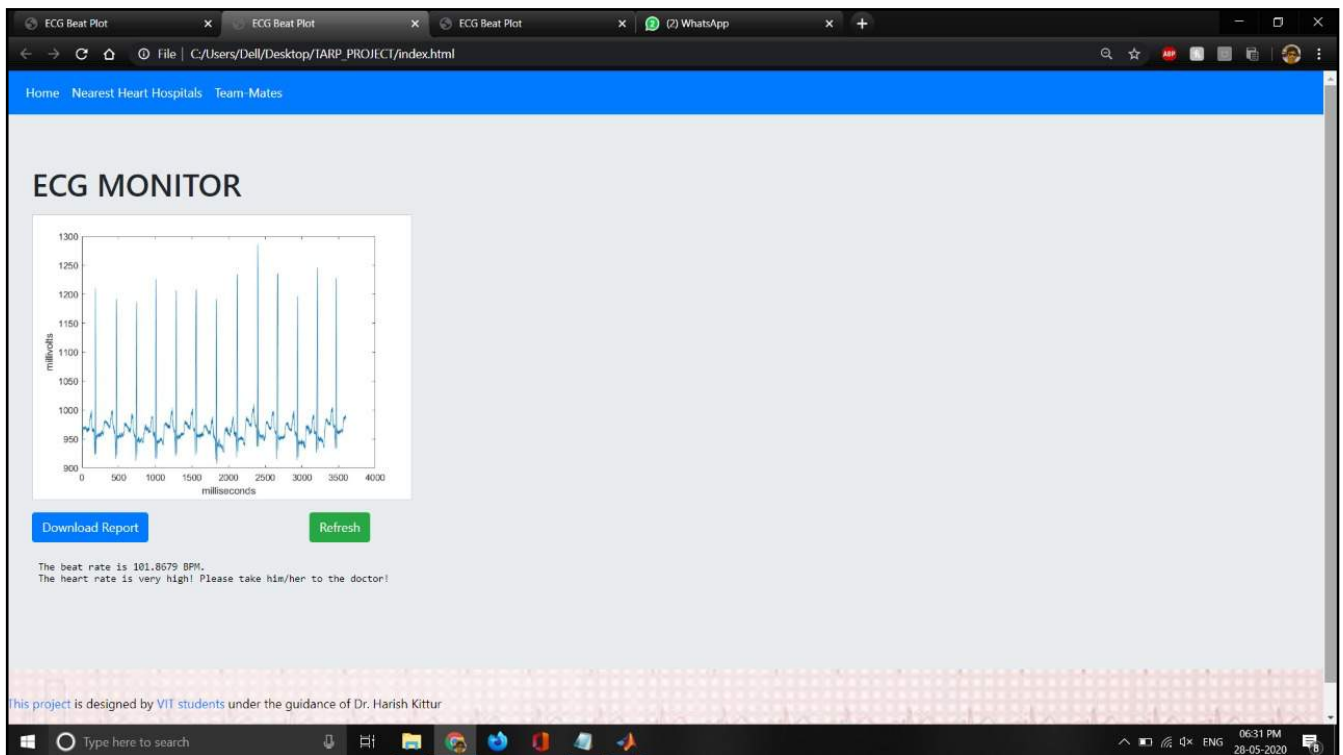 ECG Beat Plot
ECG Beat Plot
ECG Beat Plot
(2) WhatsApp
File | C:/Users/Dell/Desktop/TARP_PROJECT/index.html
ABP
Home Nearest Heart Hospitals Team-Mates
ECG MONITOR
1300
1250
1200
1150
1100
1050
1000
950
900
millivolts
0 500 1000 1500 2000 2500 3000 3500 4000
milliseconds
Download Report
Refresh
The beat rate is 101.8679 BPM.
The heart rate is very high! Please take him/her to the doctor!
This project is designed by VIT students under the guidance of Dr. Harish Kittur
Type here to search
ENG
06:31 PM
28-05-2020